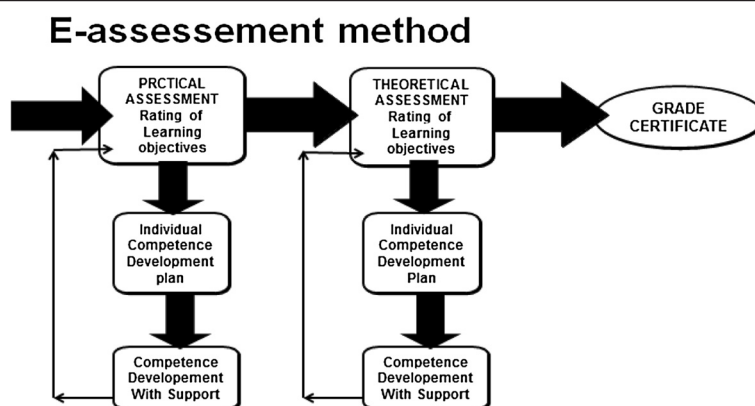 E-assessement method
PRCTICAL
ASSESSMENT
Rating of
Learning
objectives
THEORETICAL
ASSESSMENT
Rating of
Learning
objectives
GRADE
CERTIFICATE
Individual
Competence
Development
plan
Individual
Competence
Development
Plan
Competence
Developement
With Support
Competence
Developement
With Support